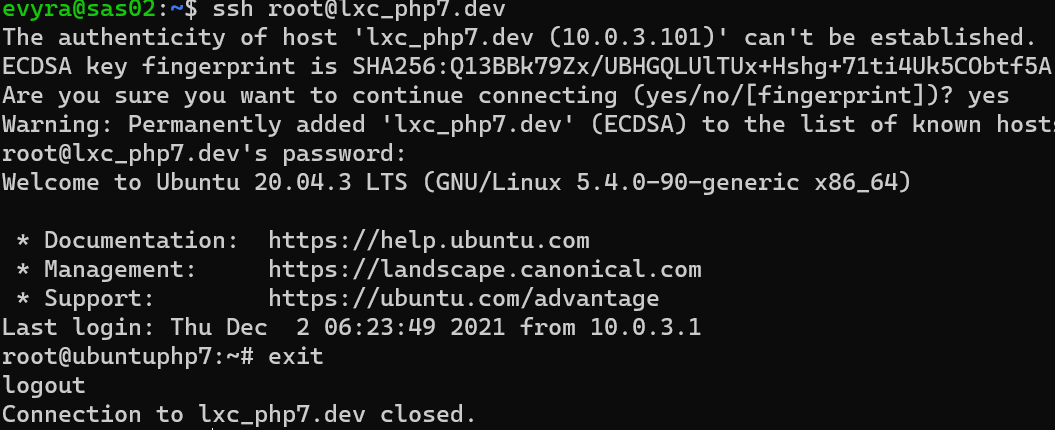 evyra@sas02:~$ ssh root@lxc_php7.dev
The authenticity of host 'lxc_php7.dev (10.0.3.101)' can't be established.
ECDSA key fingerprint is SHA256:Q13BBk79Zx/UBHGQLUlTUx+Hshg+71ti4Uk5CObtf5A
Are you sure you want to continue connecting (yes/no/[fingerprint])? yes
Warning: Permanently added 'lxc_php7.dev' (ECDSA) to the list of known hosts
root@lxc_php7.dev's password:
Welcome to Ubuntu 20.04.3 LTS (GNU/Linux 5.4.0-90-generic x86_64)
* Documentation:  https://help.ubuntu.com
* Management:     https://landscape.canonical.com
* Support:        https://ubuntu.com/advantage
Last login: Thu Dec  2 06:23:49 2021 from 10.0.3.1
root@ubuntuphp7:~# exit
logout
Connection to lxc_php7.dev closed.